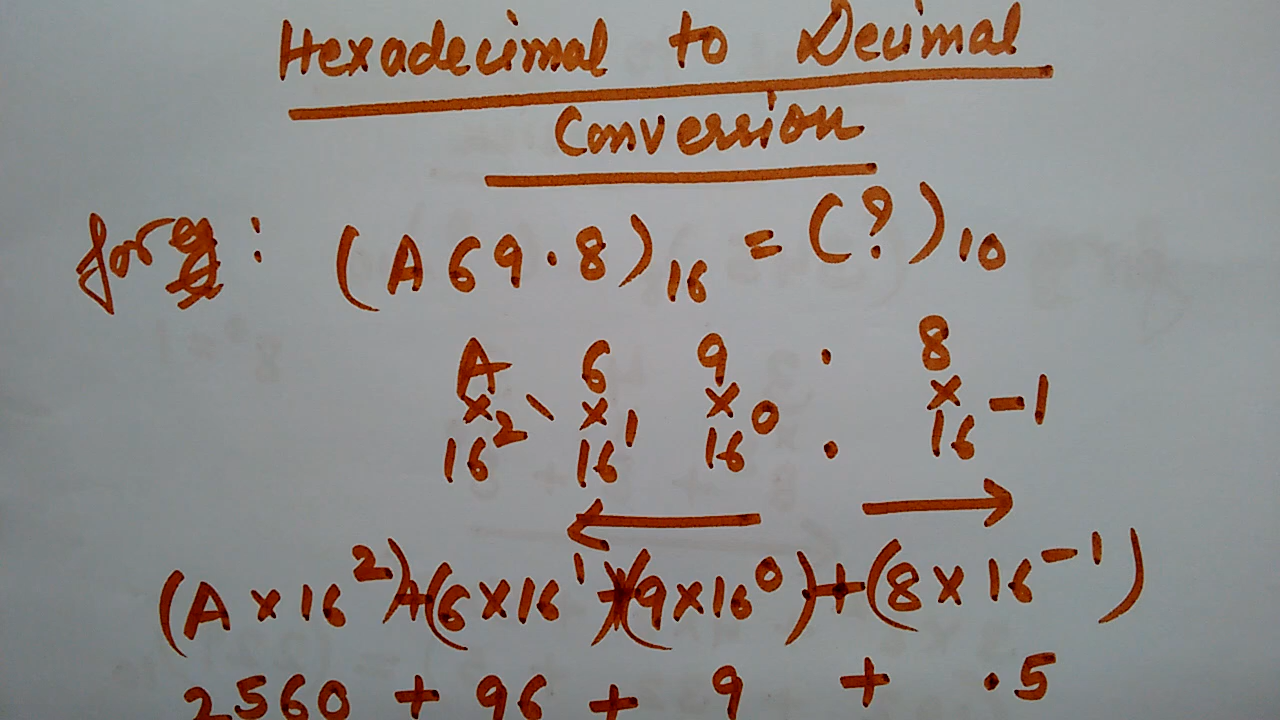 Hexadecimal to Decimal
Conversion
for eg : (A69.8)₁₆ = (?)₁₀
A 6 9 : 8
× × × ×
16² 16¹ 16⁰ . 16⁻¹
(A×16²)+(6×16¹)+(9×16⁰)+(8×16⁻¹)
2560 + 96 + 9 + .5